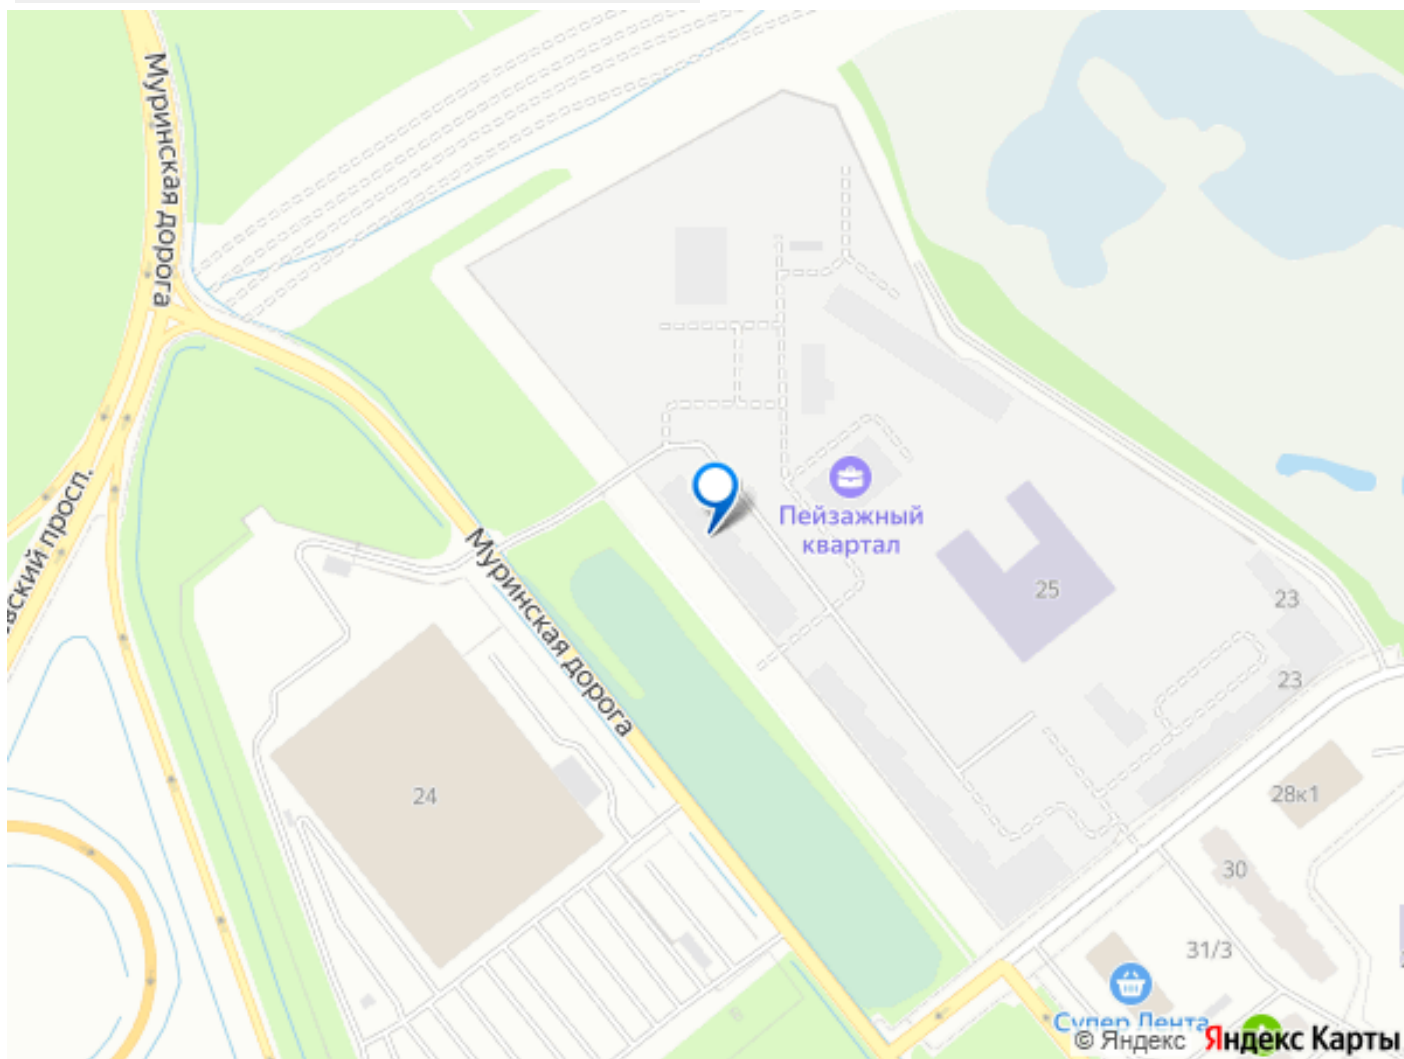 Муринская дорога
вский просп.
Муринская дорога
Пейзажный
квартал
25
23
23
24
28к1
30
31/3
Супер Лента
© Яндекс Яндекс Карты